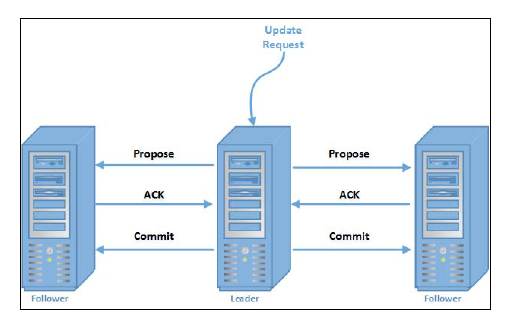 Update
Request
Propose
Propose
ACK
ACK
Commit
Commit
Follower
Leader
Follower